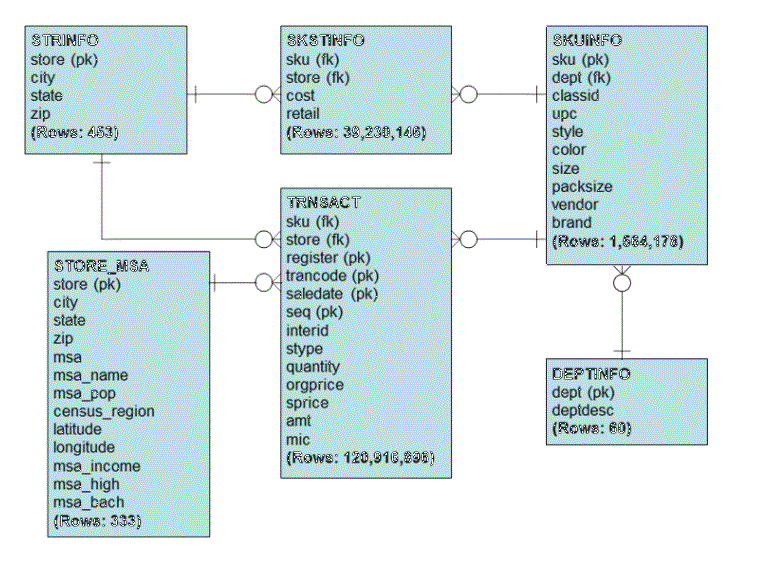 STRINFO
store (pk)
city
state
zip
(Rows: 453)
SKSTINFO
sku (fk)
store (fk)
cost
retail
(Rows: 39,230,146)
SKUINFO
sku (pk)
dept (fk)
classid
upc
style
color
size
packsize
vendor
brand
(Rows: 1,564,178)
TRNSACT
sku (fk)
store (fk)
register (pk)
trancode (pk)
saledate (pk)
seq (pk)
interid
stype
quantity
orgprice
sprice
amt
mic
(Rows: 120,916,896)
STORE_MSA
store (pk)
city
state
zip
msa
msa_name
msa_pop
census_region
latitude
longitude
msa_income
msa_high
msa_bach
(Rows: 333)
DEPTINFO
dept (pk)
deptdesc
(Rows: 60)